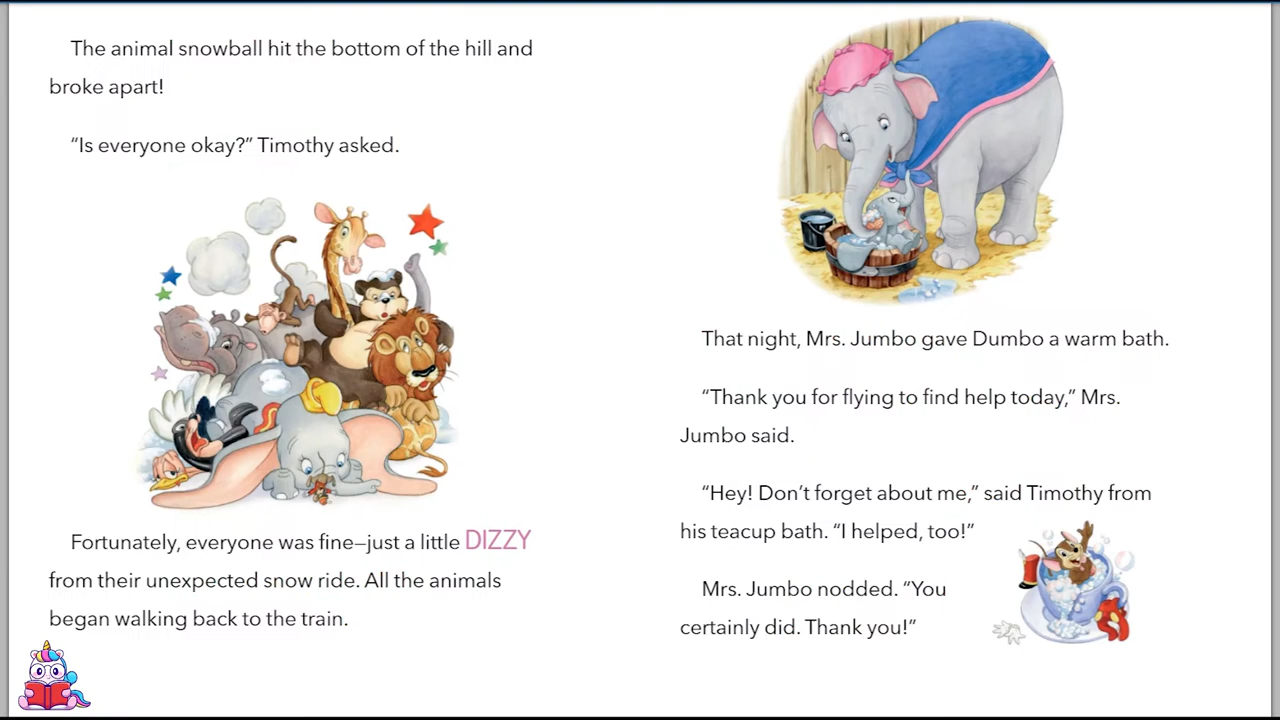 The animal snowball hit the bottom of the hill and
broke apart!
“Is everyone okay?” Timothy asked.
Fortunately, everyone was fine—just a little DIZZY
from their unexpected snow ride. All the animals
began walking back to the train.
That night, Mrs. Jumbo gave Dumbo a warm bath.
“Thank you for flying to find help today,” Mrs.
Jumbo said.
“Hey! Don’t forget about me,” said Timothy from
his teacup bath. “I helped, too!”
Mrs. Jumbo nodded. “You
certainly did. Thank you!”